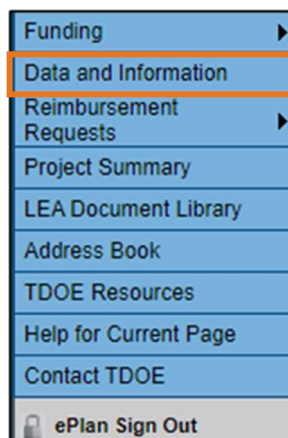 Funding
Data and Information
Reimbursement
Requests
Project Summary
LEA Document Library
Address Book
TDOE Resources
Help for Current Page
Contact TDOE
ePlan Sign Out